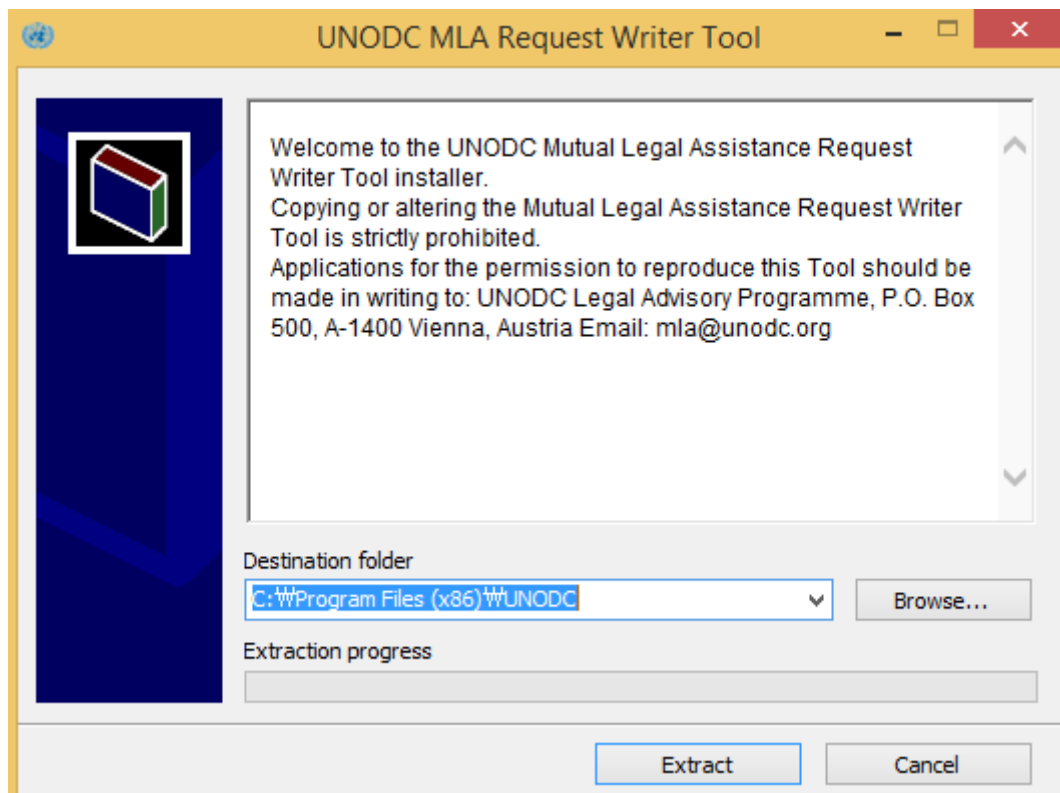 UNODC MLA Request Writer Tool
Welcome to the UNODC Mutual Legal Assistance Request
Writer Tool installer.
Copying or altering the Mutual Legal Assistance Request Writer
Tool is strictly prohibited.
Applications for the permission to reproduce this Tool should be
made in writing to: UNODC Legal Advisory Programme, P.O. Box
500, A-1400 Vienna, Austria Email: mla@unodc.org
Destination folder
C:₩Program Files (x86)₩UNODC
Browse...
Extraction progress
Extract
Cancel